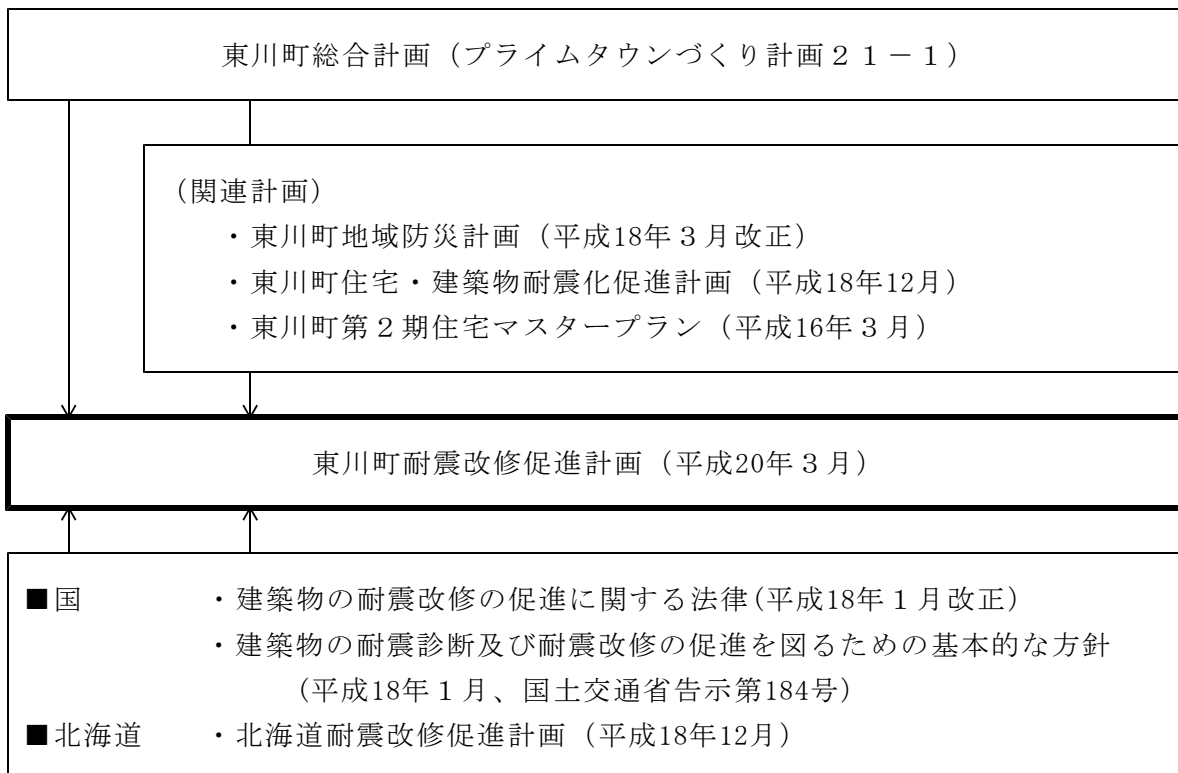 東川町総合計画（プライムタウンづくり計画２１－１）
（関連計画）
・東川町地域防災計画（平成18年３月改正）
・東川町住宅・建築物耐震化促進計画（平成18年12月）
・東川町第２期住宅マスタープラン（平成16年３月）
東川町耐震改修促進計画（平成20年３月）
■国　・建築物の耐震改修の促進に関する法律(平成18年１月改正）
・建築物の耐震診断及び耐震改修の促進を図るための基本的な方針
（平成18年１月、国土交通省告示第184号）
■北海道　・北海道耐震改修促進計画（平成18年12月）